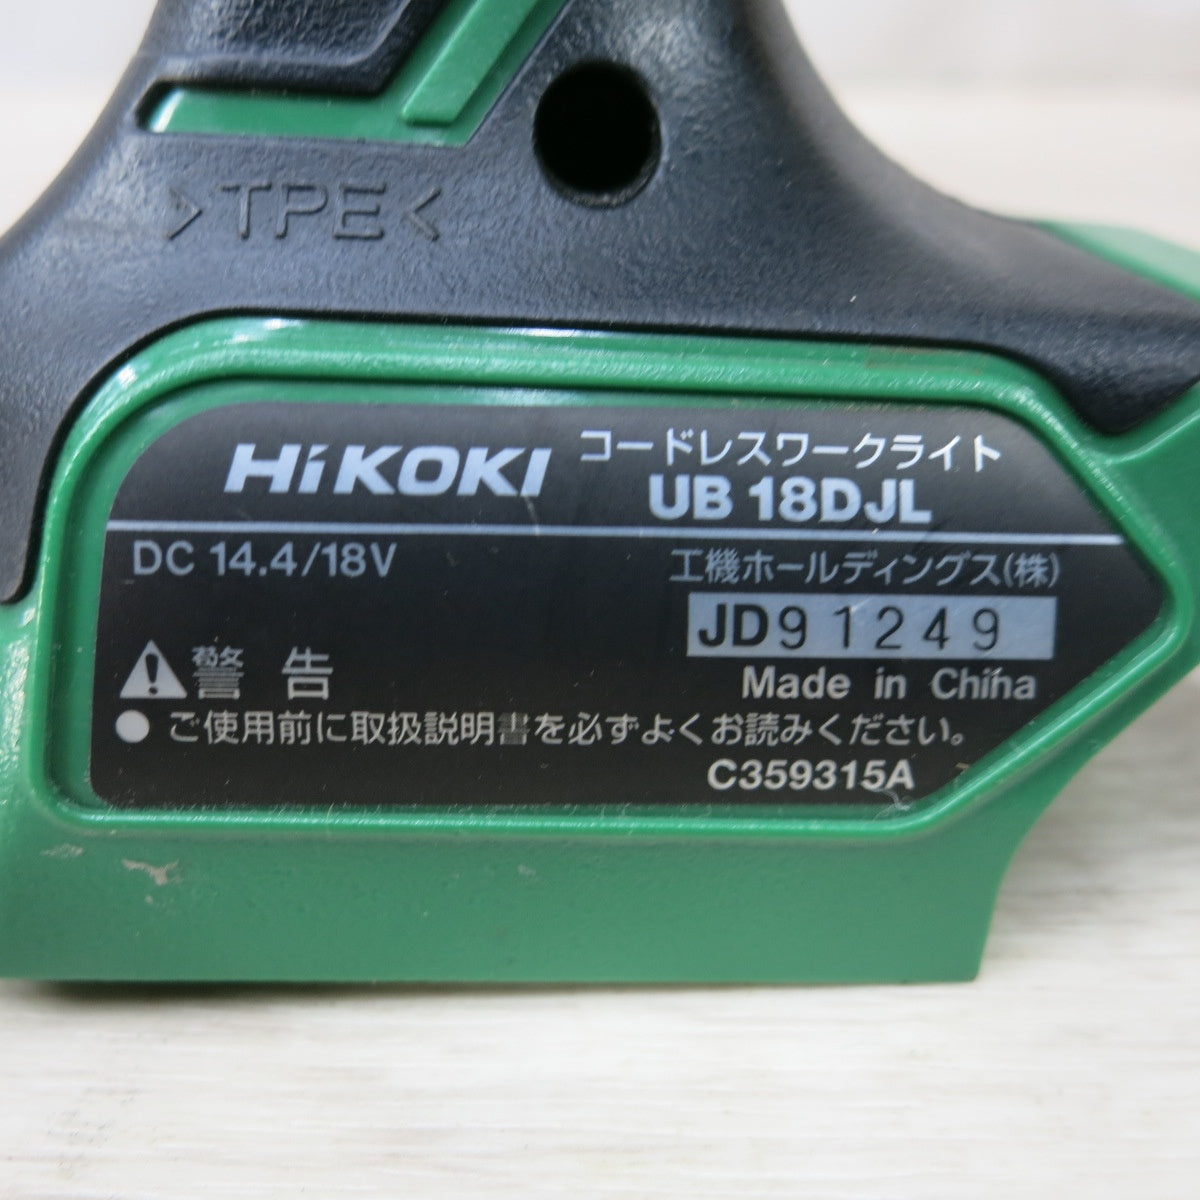 >TPE<
HiKOKI コードレスワークライト
UB 18DJL
DC 14.4/18V 工機ホールディングス(株)
JD91249
Made in China
警告
● ご使用前に取扱説明書を必ずよくお読みください。
C359315A